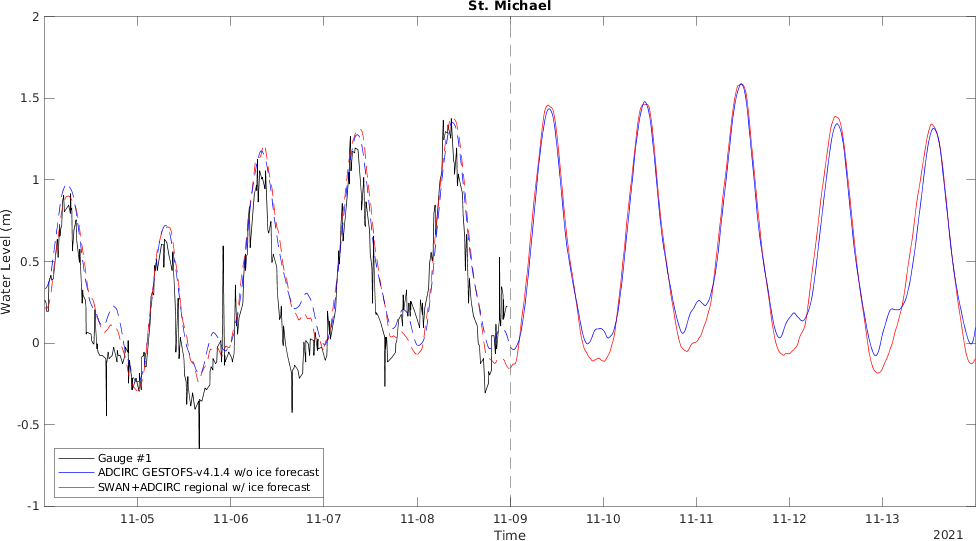 St. Michael
2
1.5
1
0.5
0
-0.5
-1
Water Level (m)
Gauge #1
ADCIRC GESTOFS-v4.1.4 w/o ice forecast
SWAN+ADCIRC regional w/ ice forecast
11-05 11-06 11-07 11-08 11-09 11-10 11-11 11-12 11-13
Time
2021